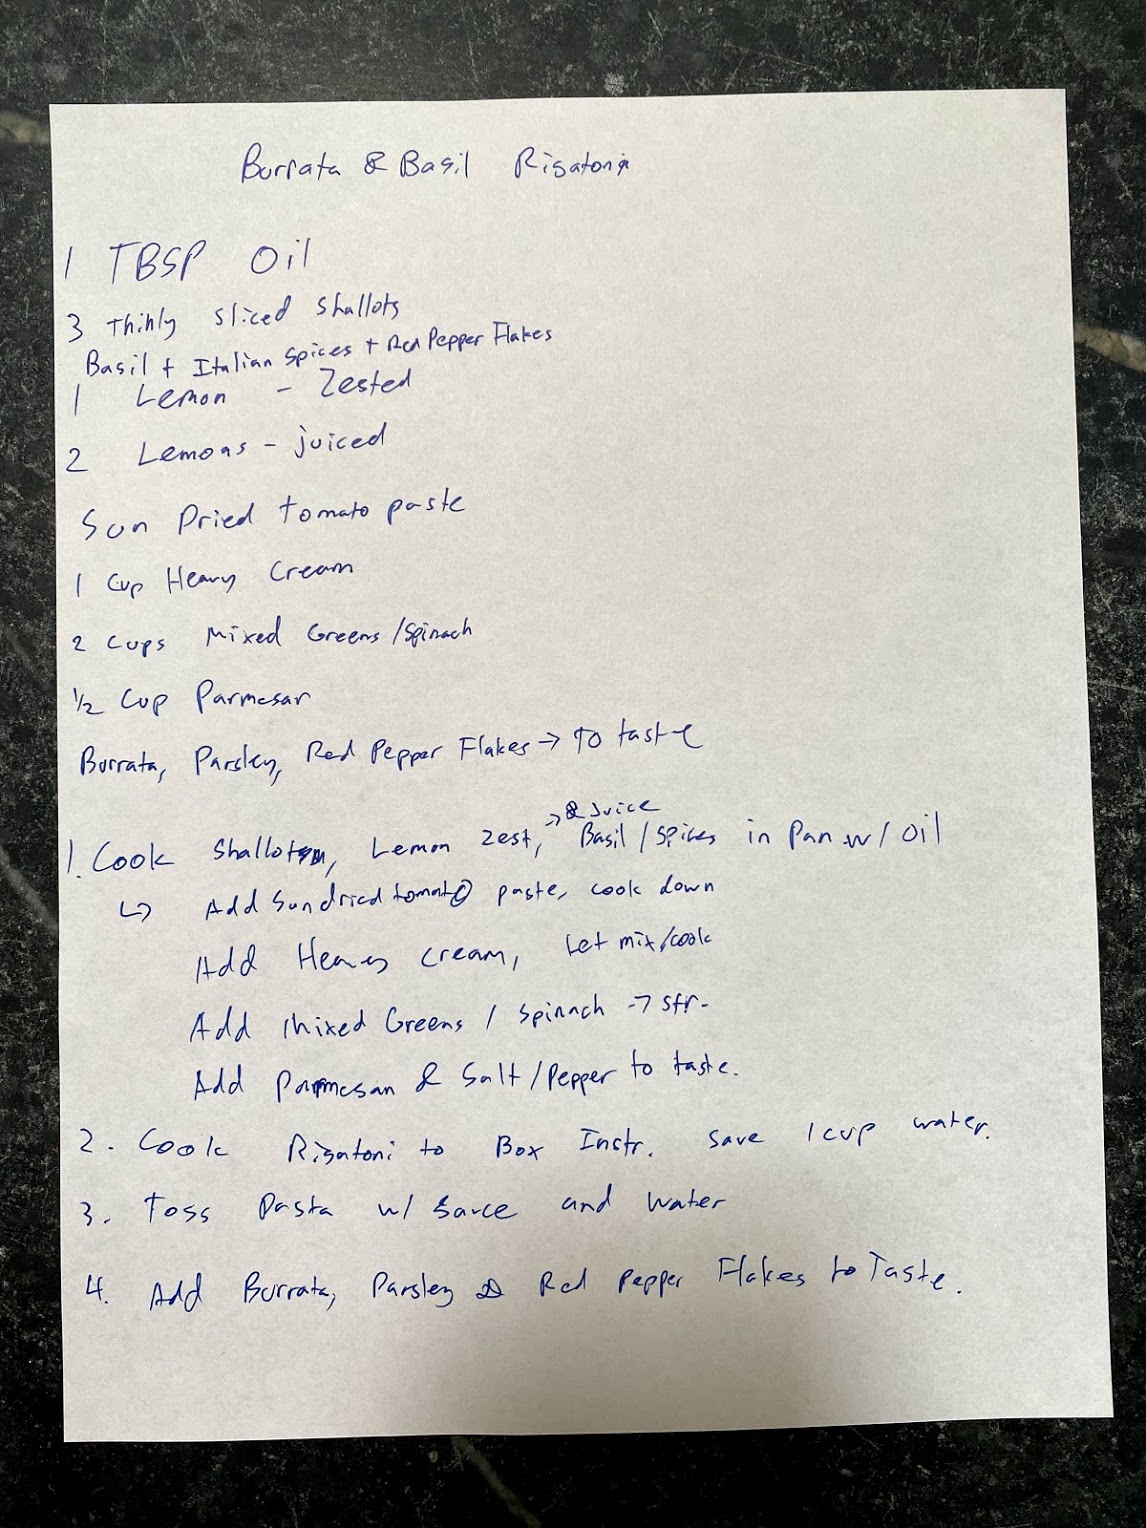 Burrata & Basil Rigatoni
1 TBSP Oil
3 Thinly sliced shallots
Basil + Italian Spices + Red Pepper Flakes
1 Lemon - Zested
2 Lemons - juiced
Sun Dried tomato paste
1 Cup Heavy Cream
2 Cups Mixed Greens/Spinach
1/2 Cup Parmesan
Burrata, Parsley, Red Pepper Flakes → To taste
→ & Juice
1. Cook Shallots, Lemon zest, Basil/Spices in Pan w/ Oil
↳ Add Sundried tomato paste, cook down
Add Heavy cream, Let mix/cook
Add Mixed Greens / Spinach → stir.
Add Parmesan & Salt/Pepper to taste.
2. Cook Rigatoni to Box Instr. Save 1 cup water.
3. Toss Pasta w/ Sauce and Water
4. Add Burrata, Parsley & Red Pepper Flakes to Taste.